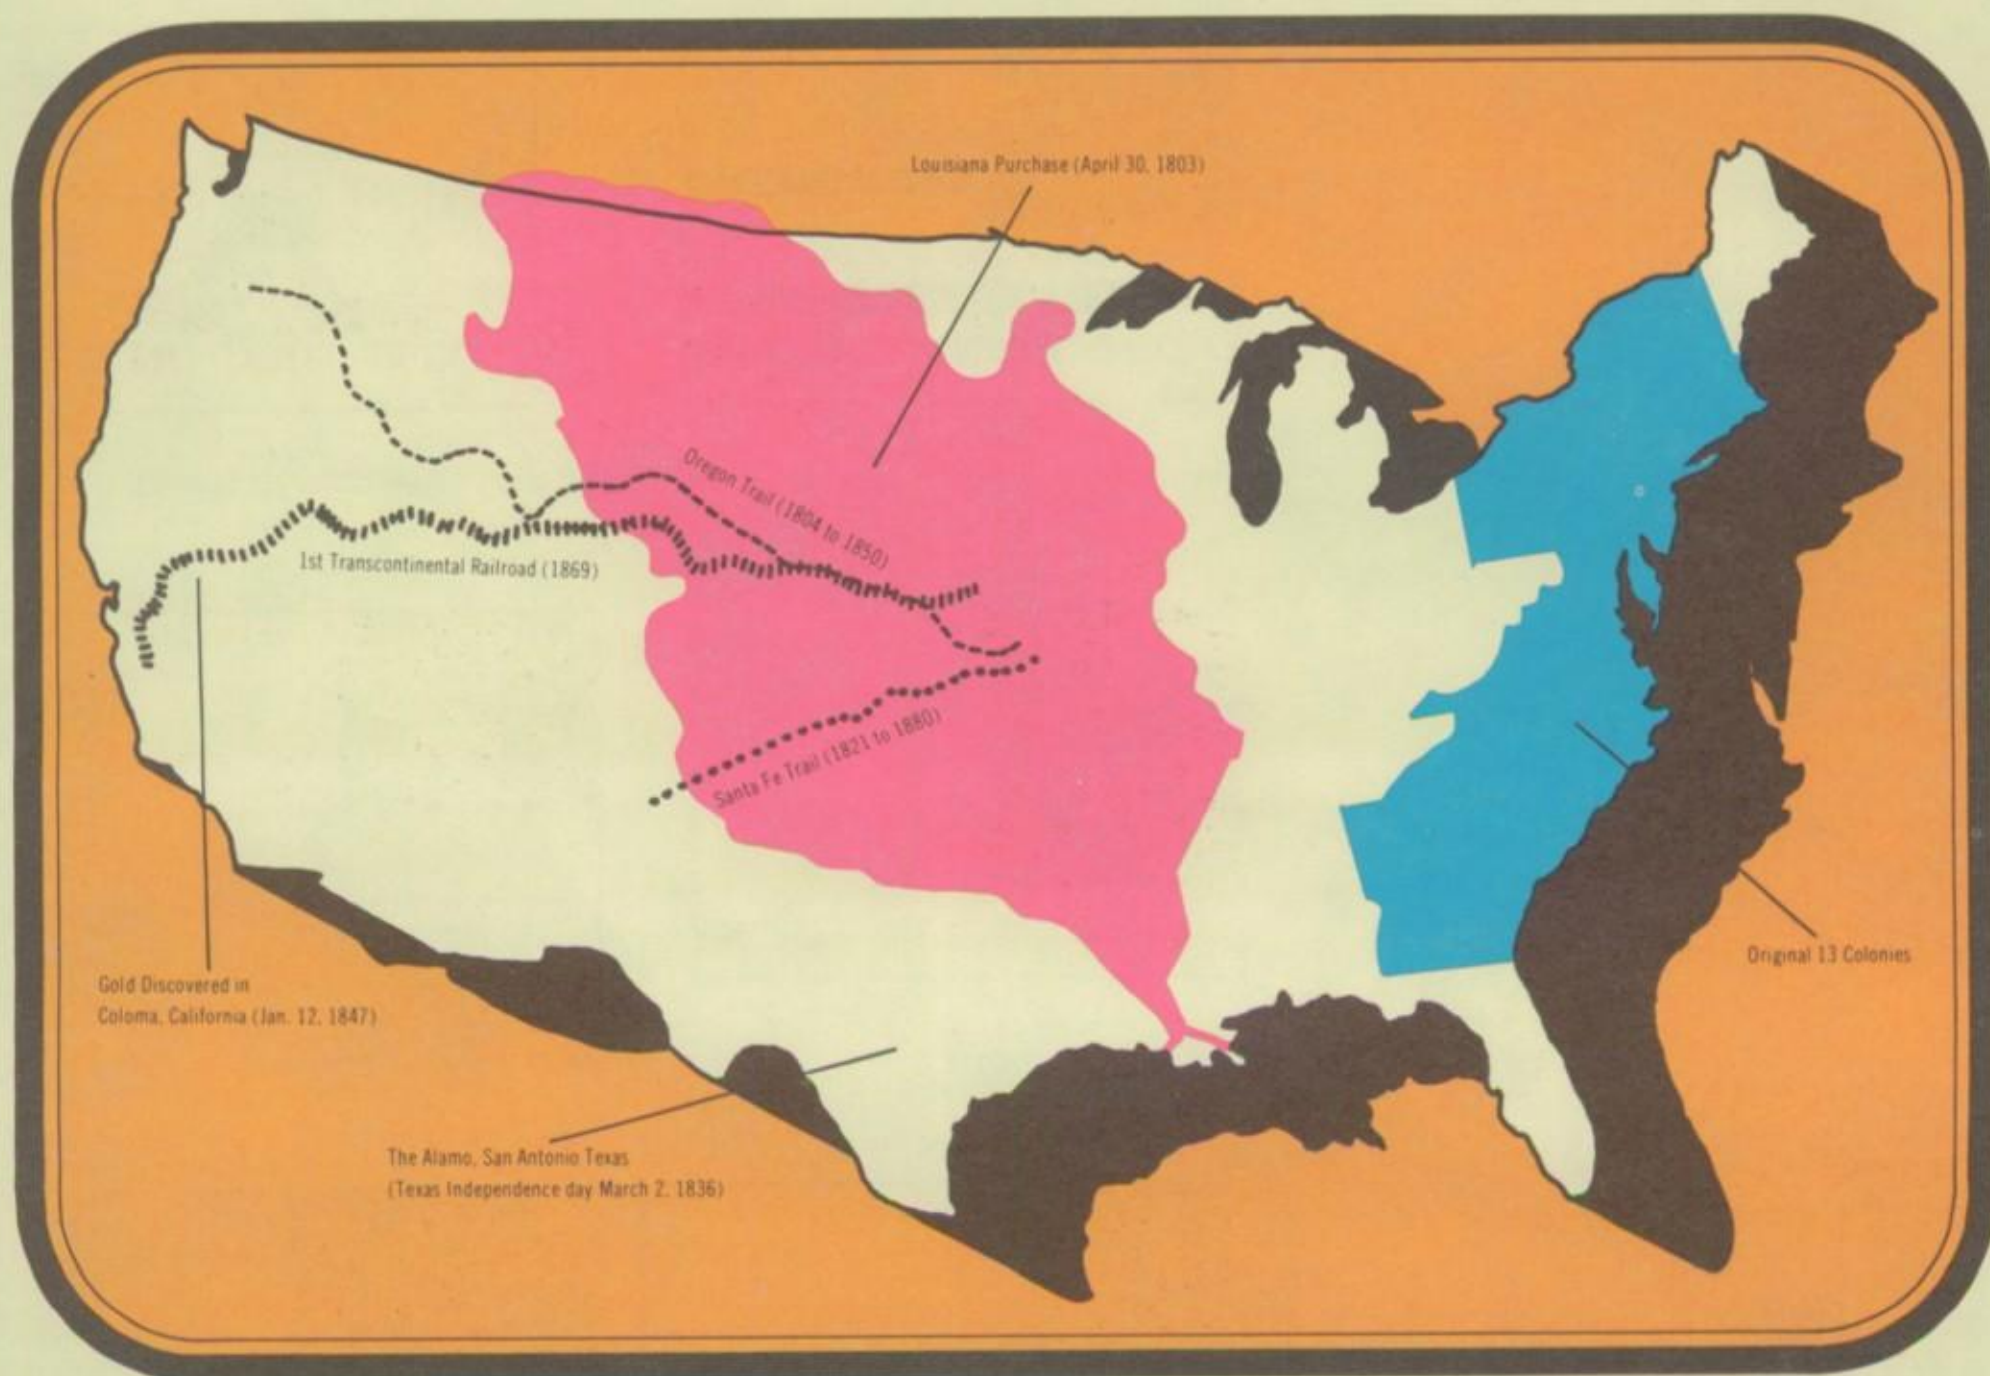 Louisiana Purchase (April 30, 1803)
Oregon Trail (1804 to 1850)
1st Transcontinental Railroad (1869)
Santa Fe Trail (1821 to 1880)
Original 13 Colonies
Gold Discovered in
Coloma, California (Jan. 12, 1847)
The Alamo, San Antonio Texas
(Texas Independence day March 2, 1836)